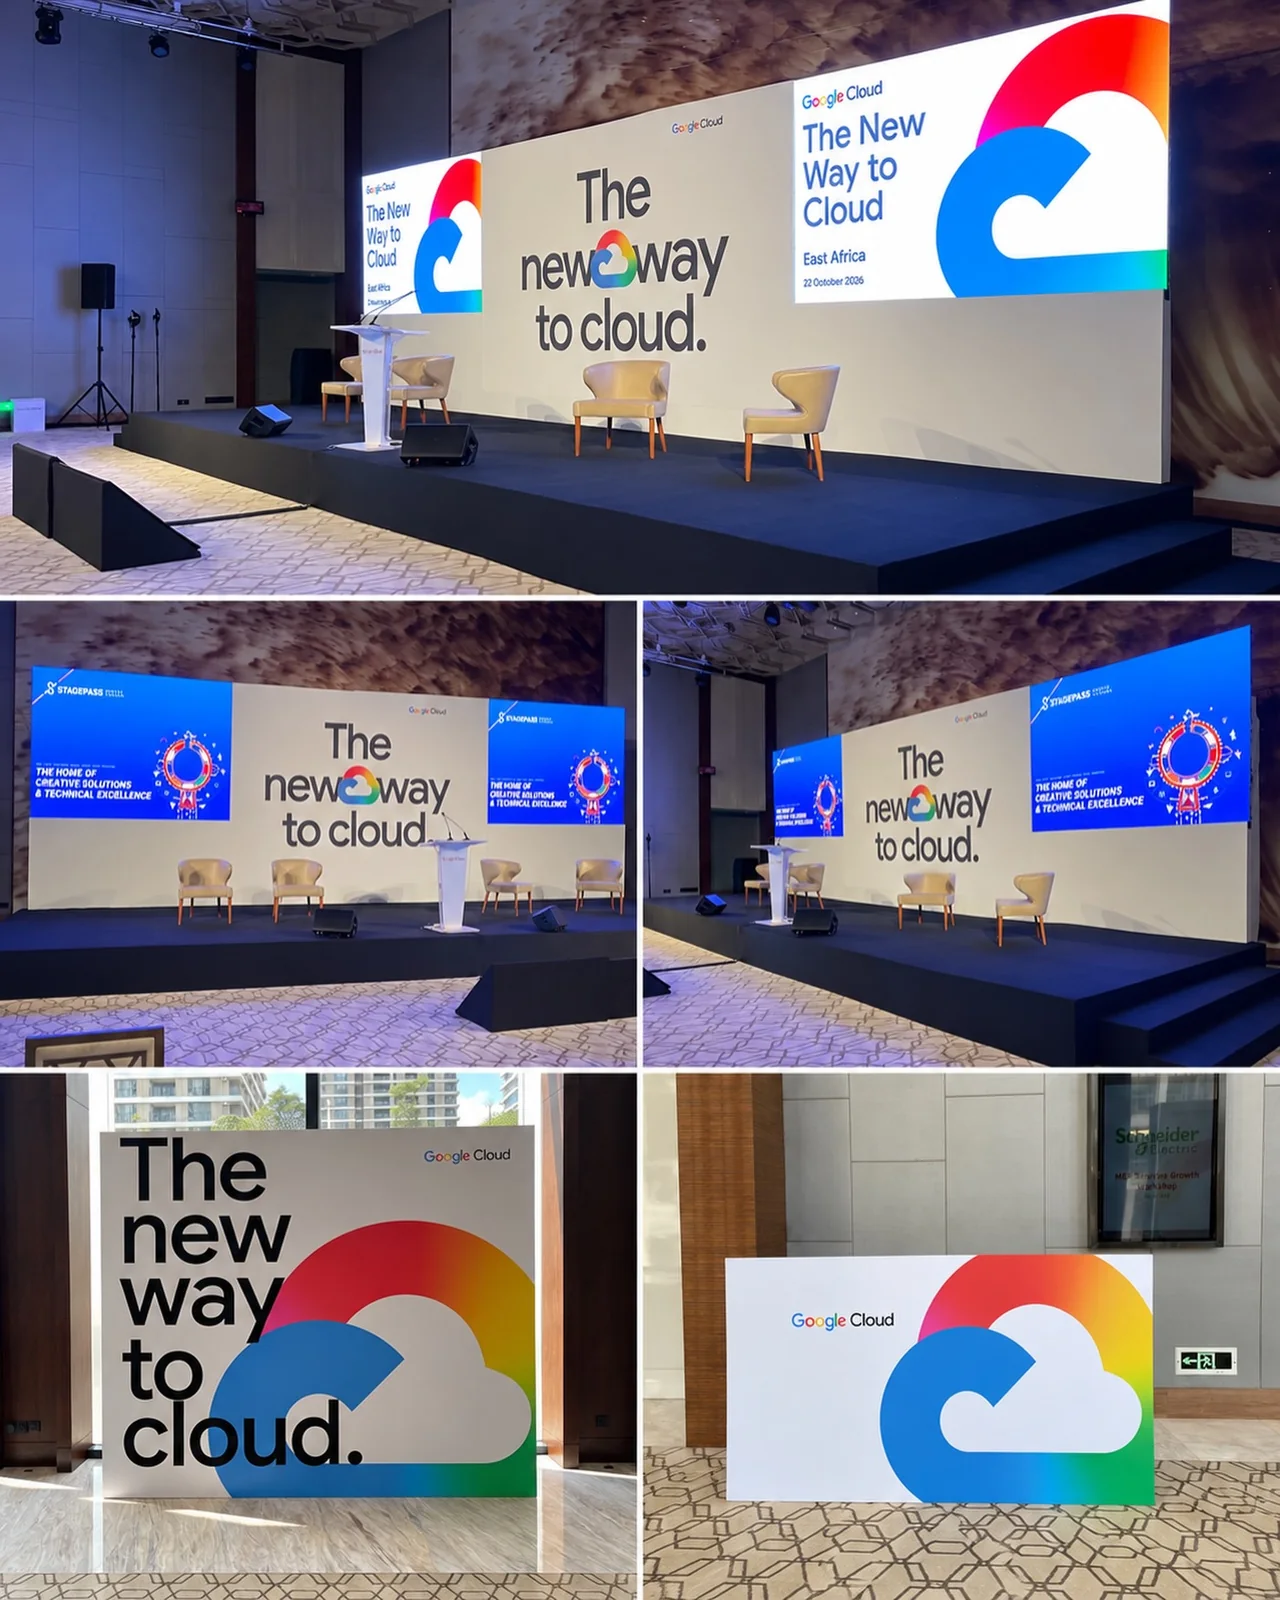 Google Cloud
The New
Way to
Cloud
East Africa
Google Cloud
The
new way
to cloud.
Google Cloud
The New
Way to
Cloud
East Africa
22 October 2026
STAGEPASS
THE HOME OF
CREATIVE SOLUTIONS
& TECHNICAL EXCELLENCE
Google Cloud
The
new way
to cloud.
STAGEPASS
THE HOME OF
CREATIVE SOLUTIONS
& TECHNICAL EXCELLENCE
Google Cloud
The
new way
to cloud.
STAGEPASS
THE HOME OF
CREATIVE SOLUTIONS
& TECHNICAL EXCELLENCE
The
new
way
to
cloud.
Google Cloud
Schneider
Electric
Growth
Google Cloud